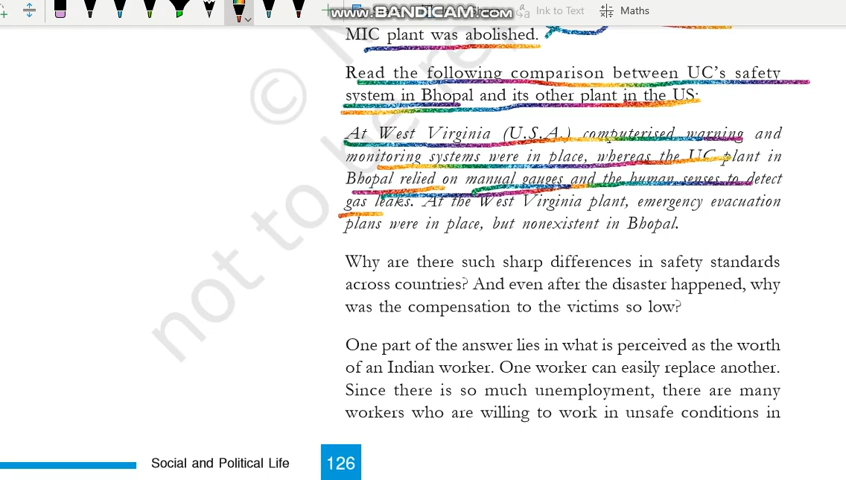 www.BANDICAM.com
Ink to Text
Maths
MIC plant was abolished.
Read the following comparison between UC's safety
system in Bhopal and its other plant in the US:
At West Virginia (U.S.A.) computerised warning and
monitoring systems were in place, whereas the UC plant in
Bhopal relied on manual gauges and the human senses to detect
gas leaks. At the West Virginia plant, emergency evacuation
plans were in place, but nonexistent in Bhopal.
Why are there such sharp differences in safety standards
across countries? And even after the disaster happened, why
was the compensation to the victims so low?
One part of the answer lies in what is perceived as the worth
of an Indian worker. One worker can easily replace another.
Since there is so much unemployment, there are many
workers who are willing to work in unsafe conditions in
Social and Political Life
126
©
not to be re